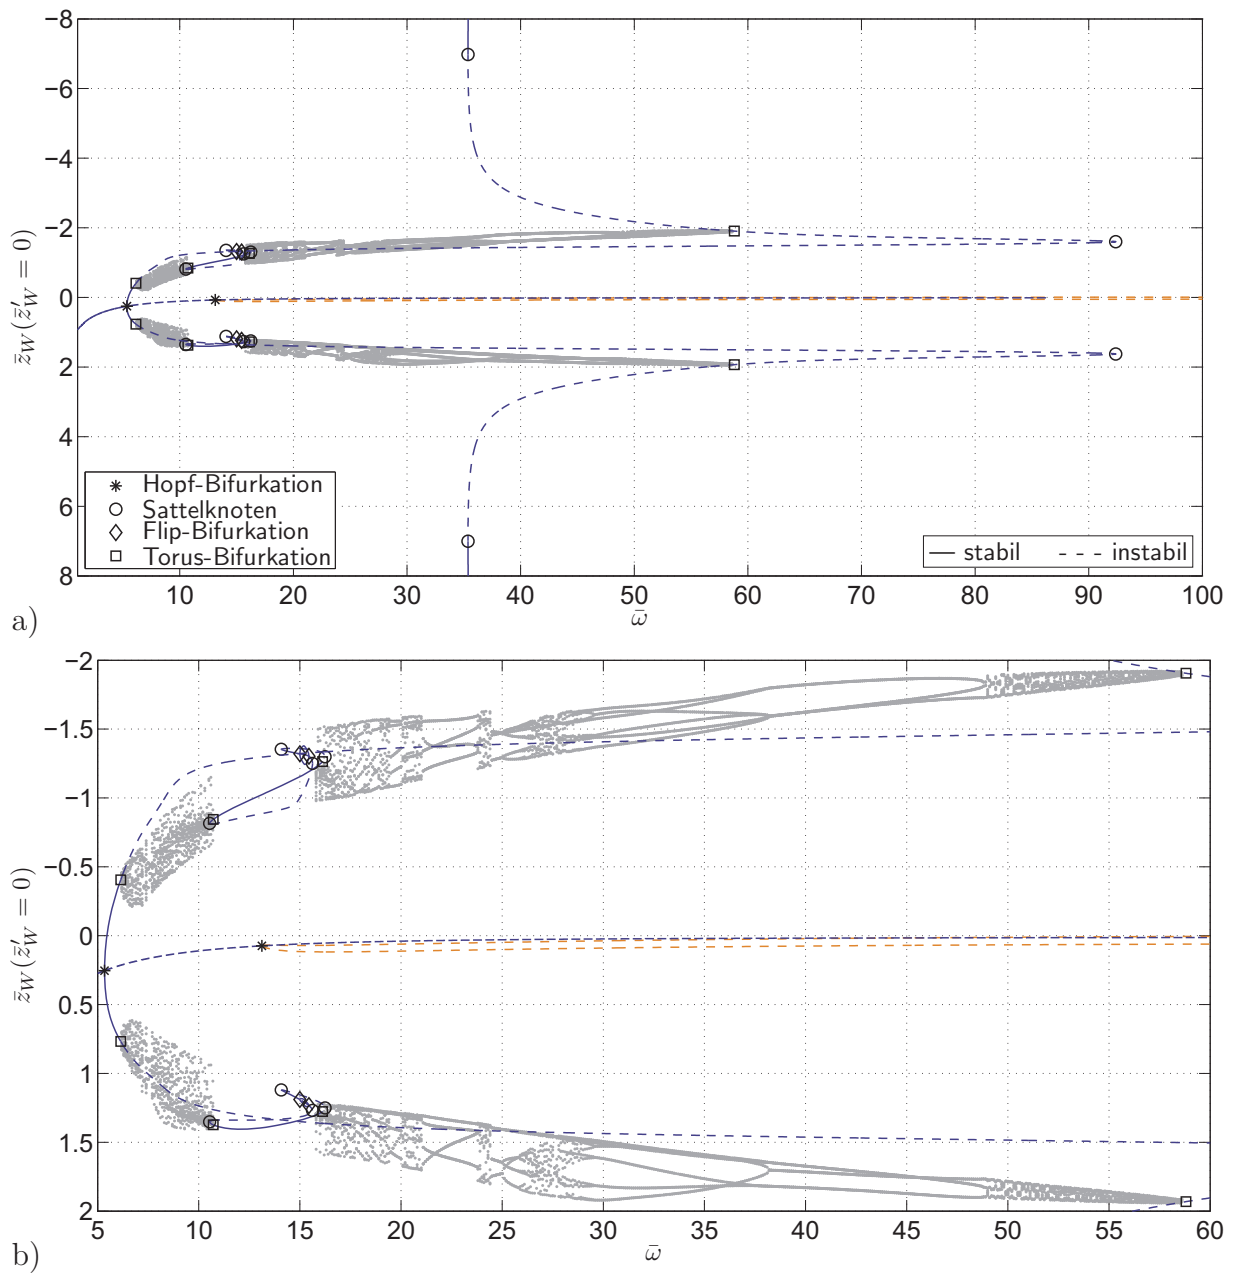 −8
−6
−4
−2
0
2
4
6
8
z̄_W(z̄′_W = 0)
Hopf-Bifurkation
Sattelknoten
Flip-Bifurkation
Torus-Bifurkation
stabil instabil
10 20 30 40 50 60 70 80 90 100
ω̄
a)
−2
−1.5
−1
−0.5
0
0.5
1
1.5
2
z̄_W(z̄′_W = 0)
5 10 15 20 25 30 35 40 45 50 55 60
ω̄
b)